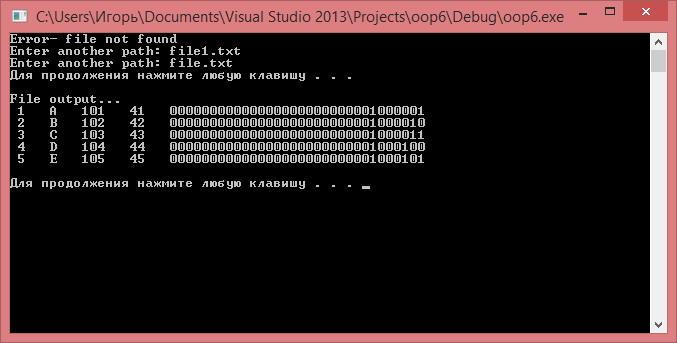 C:\Users\Игорь\Documents\Visual Studio 2013\Projects\oop6\Debug\oop6.exe
Error- file not found
Enter another path: file1.txt
Enter another path: file.txt
Для продолжения нажмите любую клавишу . . .
File output...
1 A 101 41 00000000000000000000000001000001
2 B 102 42 00000000000000000000000001000010
3 C 103 43 00000000000000000000000001000011
4 D 104 44 00000000000000000000000001000100
5 E 105 45 00000000000000000000000001000101
Для продолжения нажмите любую клавишу . . . _